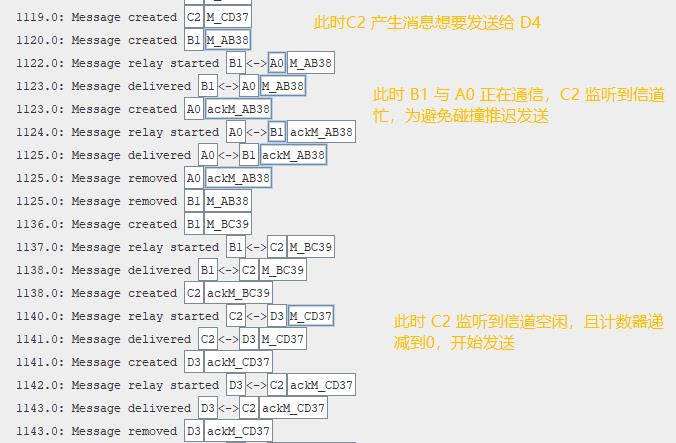 1119.0: Message created C2 M_CD37
此时C2 产生消息想要发送给 D4
1120.0: Message created B1 M_AB38
1122.0: Message relay started B1<->A0 M_AB38
1123.0: Message delivered B1<->A0 M_AB38
此时 B1 与 A0 正在通信，C2 监听到信道
忙，为避免碰撞推迟发送
1123.0: Message created A0 ackM_AB38
1124.0: Message relay started A0<->B1 ackM_AB38
1125.0: Message delivered A0<->B1 ackM_AB38
1125.0: Message removed A0 ackM_AB38
1125.0: Message removed B1 M_AB38
1136.0: Message created B1 M_BC39
1137.0: Message relay started B1<->C2 M_BC39
1138.0: Message delivered B1<->C2 M_BC39
1138.0: Message created C2 ackM_BC39
1140.0: Message relay started C2<->D3 M_CD37
此时 C2 监听到信道空闲，且计数器递
减到0，开始发送
1141.0: Message delivered C2<->D3 M_CD37
1141.0: Message created D3 ackM_CD37
1142.0: Message relay started D3<->C2 ackM_CD37
1143.0: Message delivered D3<->C2 ackM_CD37
1143.0: Message removed D3 ackM_CD37